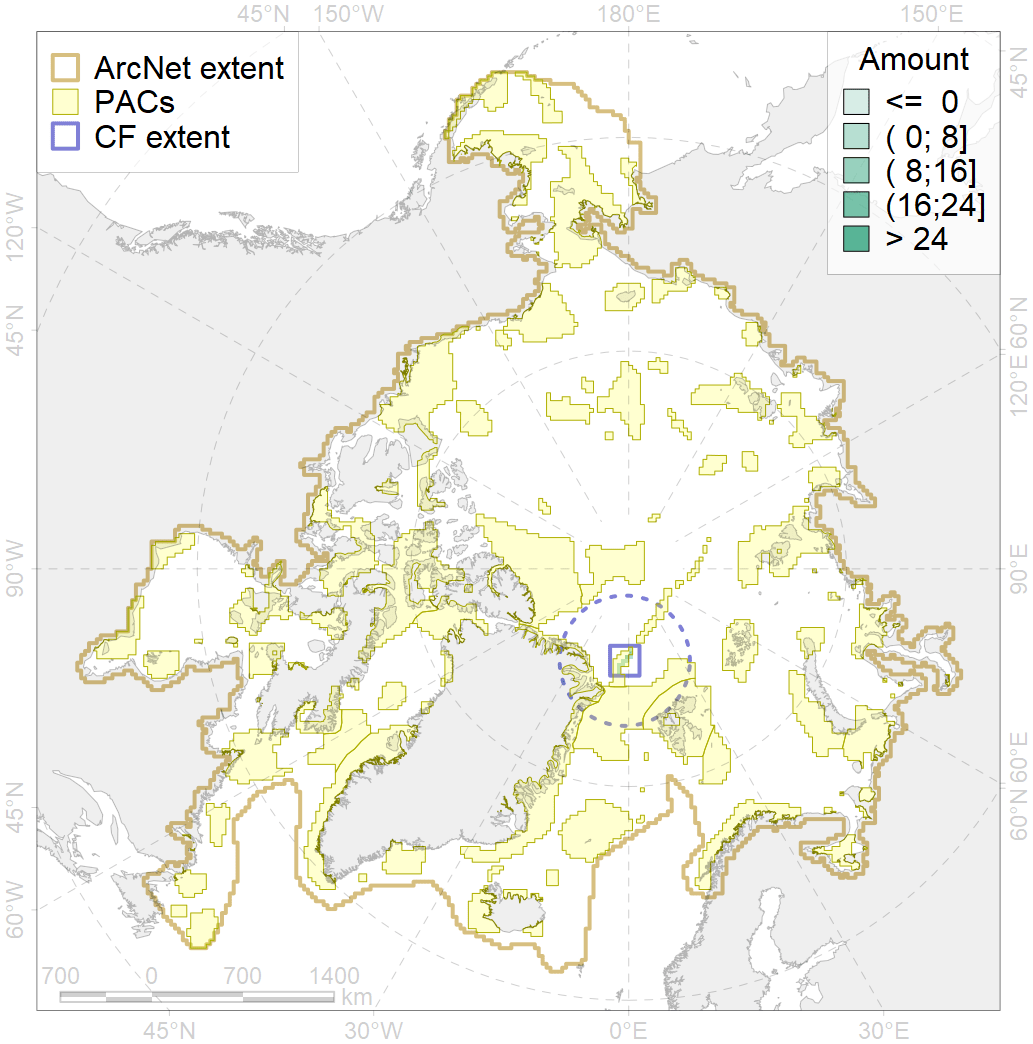 45°N 150°W 180°E 150°E
ArcNet extent
PACs
CF extent
Amount
<= 0
( 0; 8]
( 8;16]
(16;24]
> 24
45°N
120°W
45°N
90°W
45°N
60°W
60°N
120°E
90°E
60°E
60°N
700 0 700 1400
km
45°N 30°W 0°E 30°E